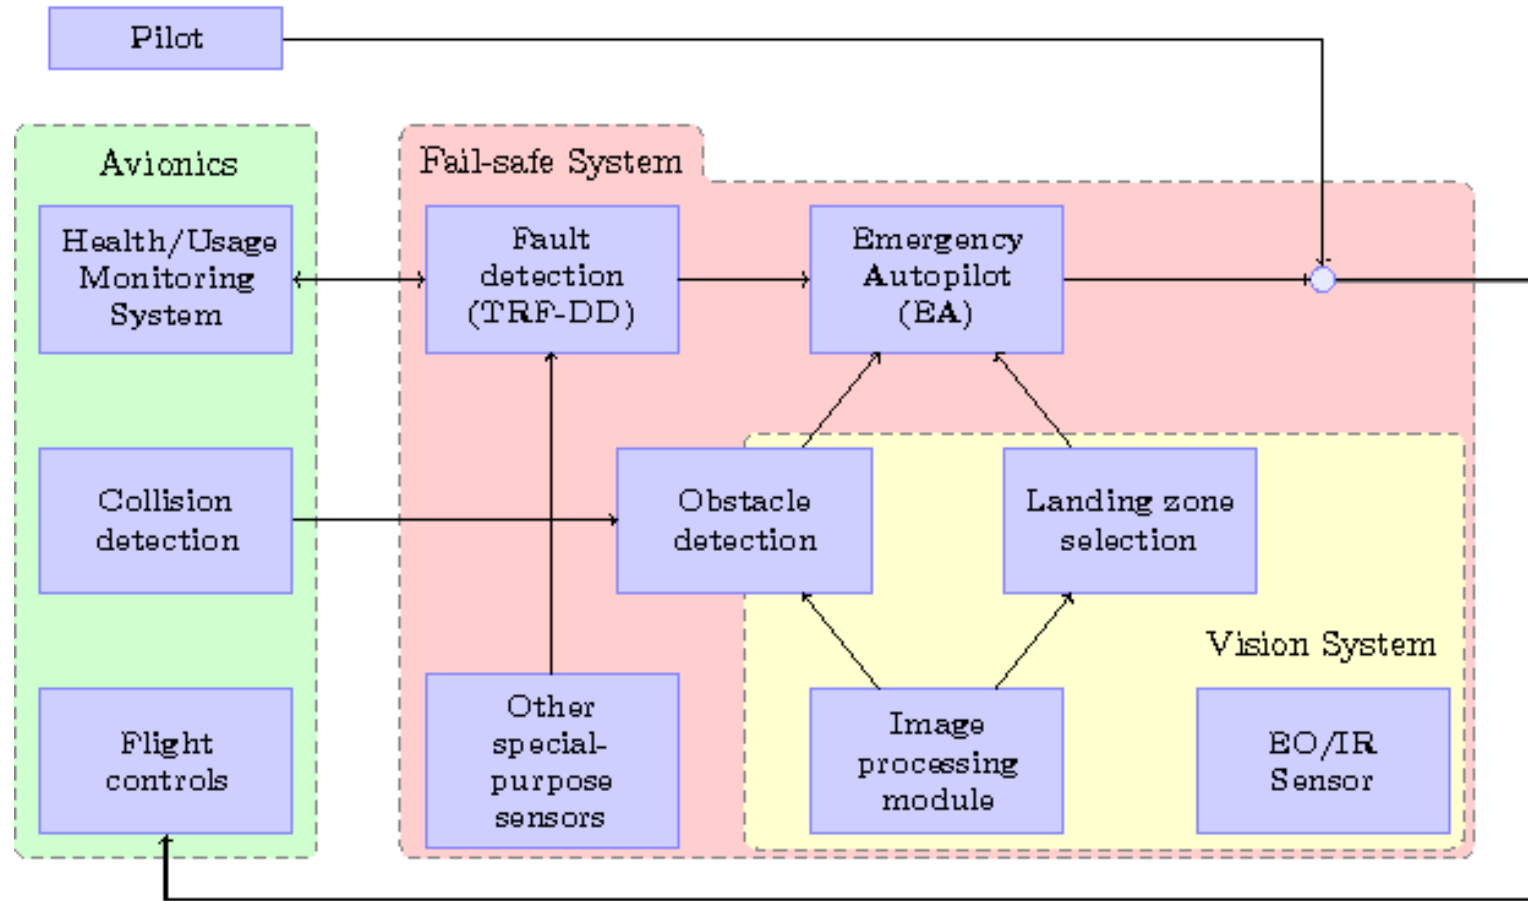 Pilot
Avionics
Fail-safe System
Health/Usage
Monitoring
System
Fault
detection
(TRF-DD)
Emergency
Autopilot
(EA)
Collision
detection
Obstacle
detection
Landing zone
selection
Vision System
Flight
controls
Other
special-
purpose
sensors
Image
processing
module
EO/IR
Sensor